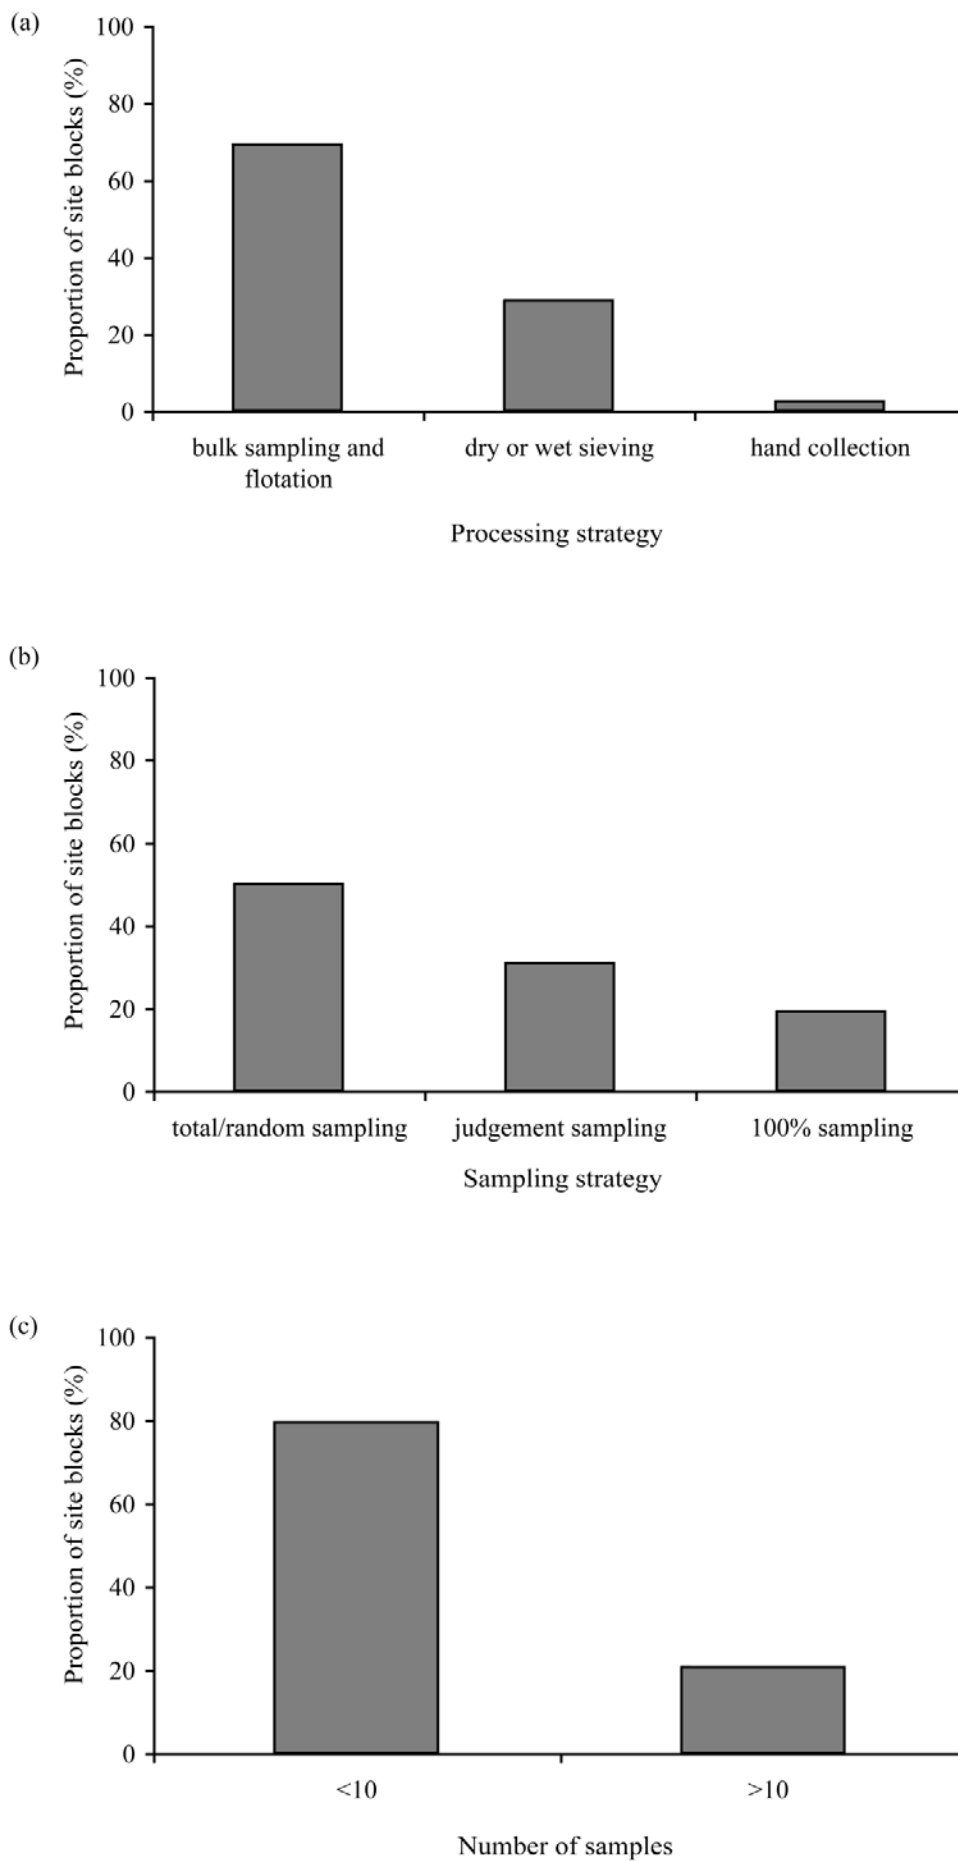 (a)
Proportion of site blocks (%)
100
80
60
40
20
0
bulk sampling and
flotation
dry or wet sieving
hand collection
Processing strategy
(b)
Proportion of site blocks (%)
100
80
60
40
20
0
total/random sampling
judgement sampling
100% sampling
Sampling strategy
(c)
Proportion of site blocks (%)
100
80
60
40
20
0
<10
>10
Number of samples